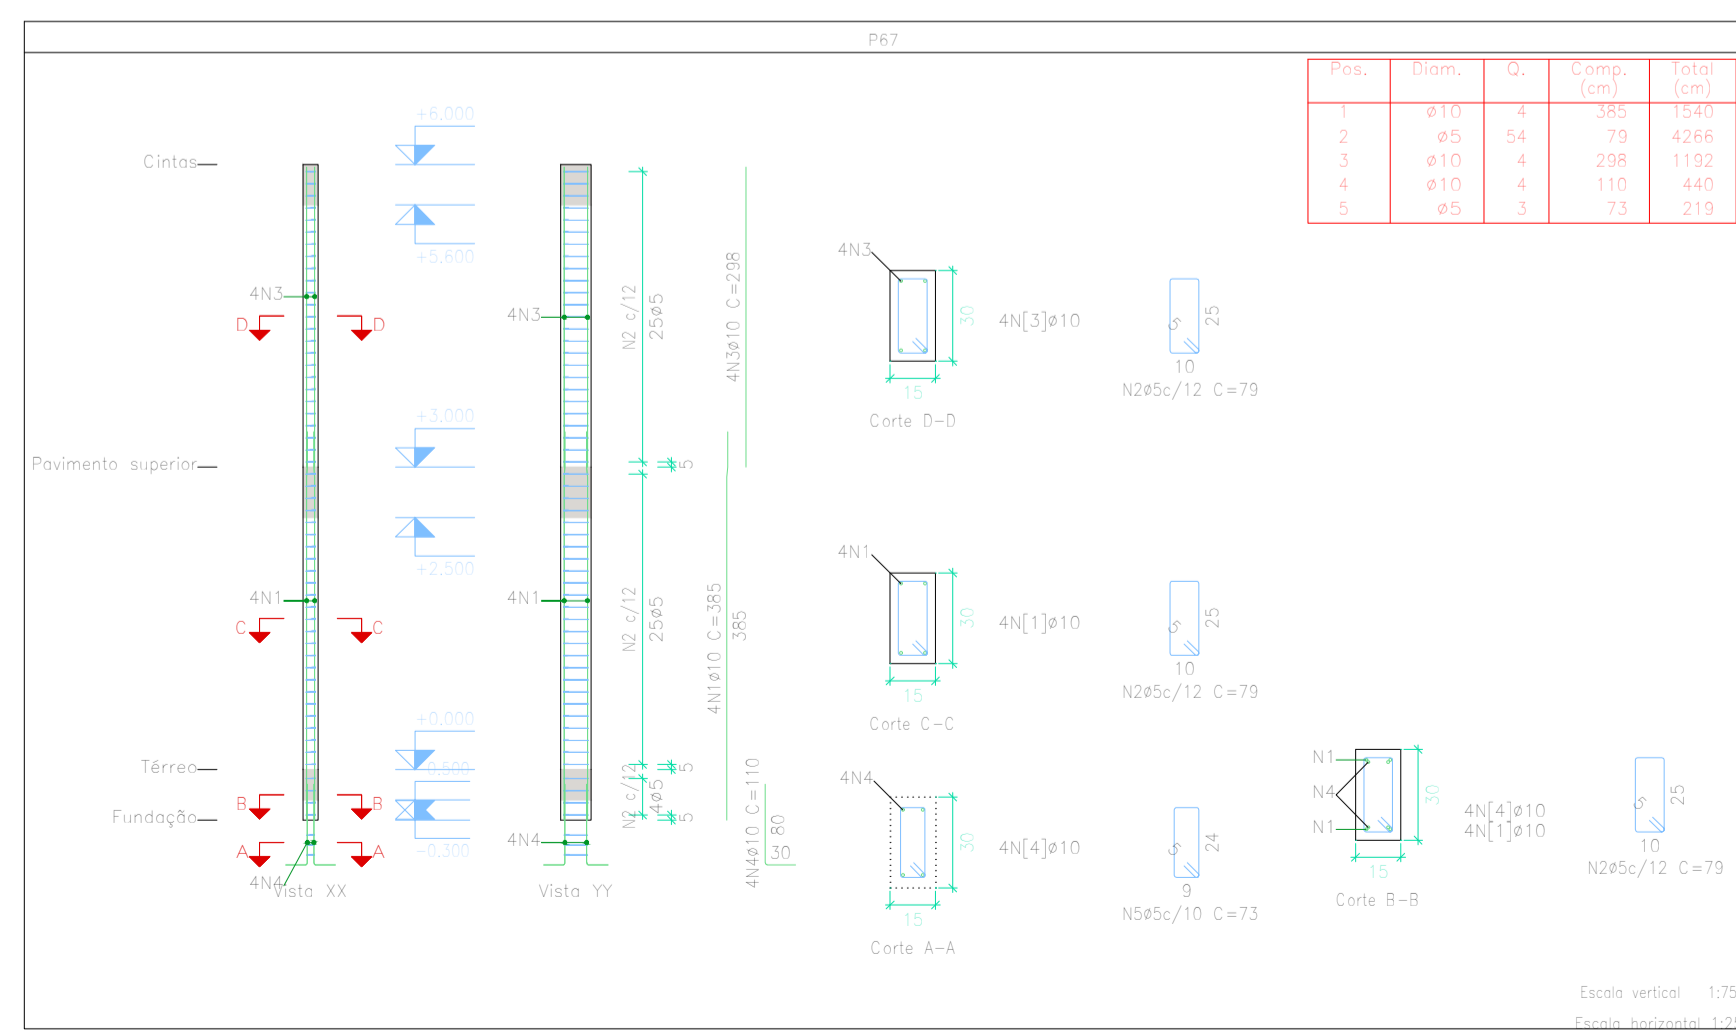 P67
Pos. Diam. Q. Comp. (cm) Total (cm)
1 ø10 4 385 1540
2 ø5 54 79 4266
3 ø10 4 298 1192
4 ø10 4 110 440
5 ø5 3 73 219
Cintas
Pavimento superior
Térreo
Fundação
+6.000
+5.600
+3.000
+2.500
+0.000
-0.300
4N3
D D
4N1
C C
B B
A A
4N4
Vista XX
4N3
4N1
4N4
Vista YY
N2 c/12
25ø5
5
N2 c/12
25ø5
5
N2 c/12
4ø5
5
4N3ø10 C=298
4N1ø10 C=385
385
4N4ø10 C=110
80
30
4N3
30
15
4N[3]ø10
Corte D-D
5
25
10
N2ø5c/12 C=79
4N1
30
15
4N[1]ø10
Corte C-C
5
25
10
N2ø5c/12 C=79
4N4
30
15
4N[4]ø10
Corte A-A
5
24
9
N5ø5c/10 C=73
N1
N4
N1
30
15
4N[4]ø10
4N[1]ø10
Corte B-B
5
25
10
N2ø5c/12 C=79
Escala vertical 1:75
Escala horizontal